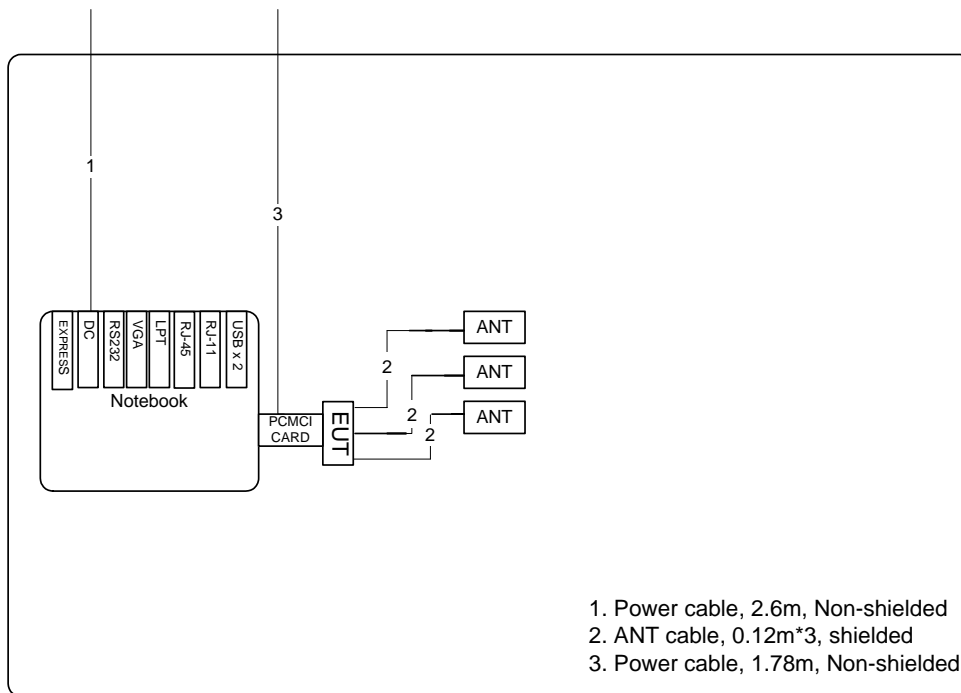 1
3
EXPRESS
DC
RS232
VGA
LPT
RJ-45
RJ-11
USB x 2
Notebook
PCMCI
CARD
EUT
2
ANT
2
ANT
2
ANT
1. Power cable, 2.6m, Non-shielded
2. ANT cable, 0.12m*3, shielded
3. Power cable, 1.78m, Non-shielded